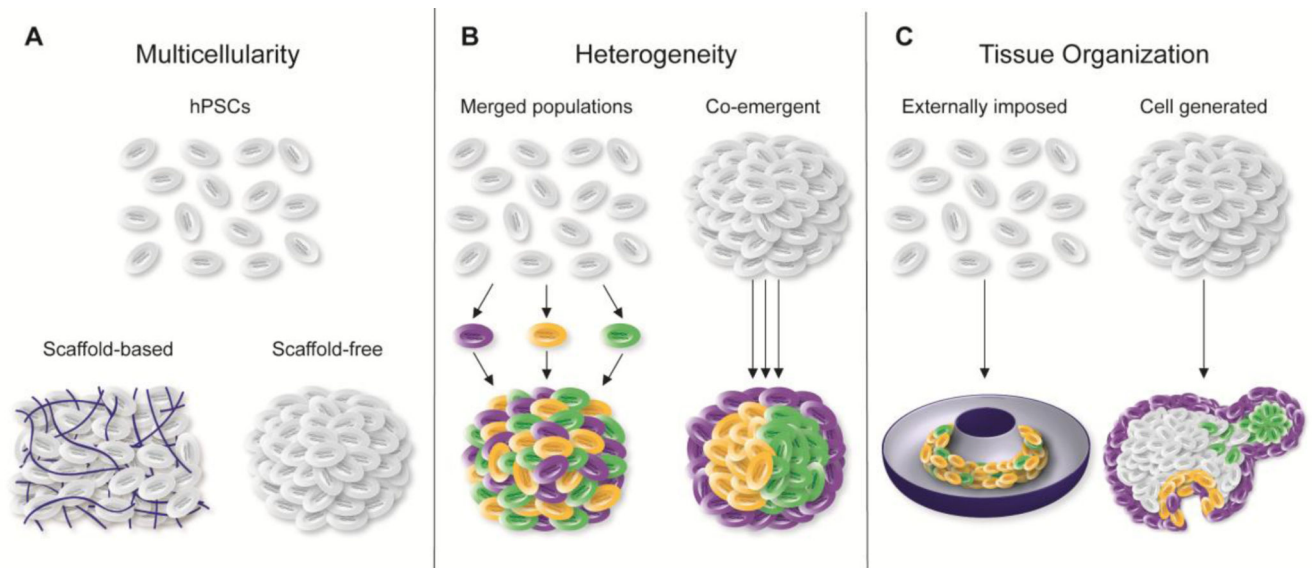 A
Multicellularity
hPSCs
Scaffold-based
Scaffold-free
B
Heterogeneity
Merged populations
Co-emergent
C
Tissue Organization
Externally imposed
Cell generated